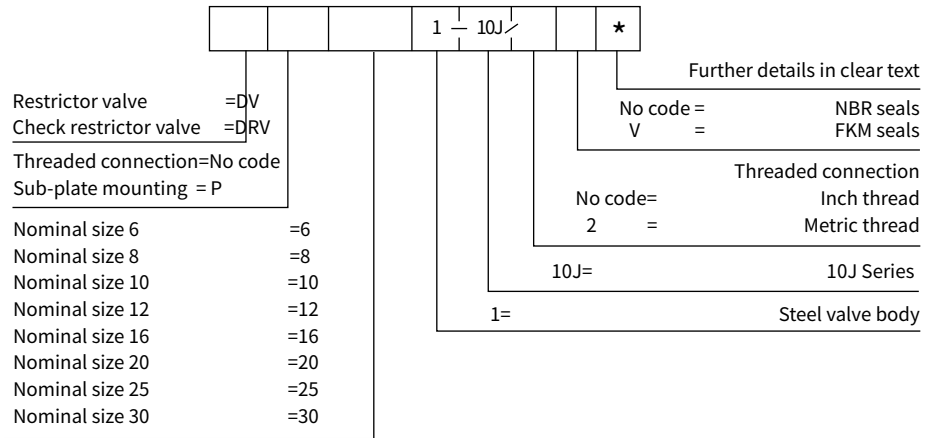 1 — 10J/ *
Further details in clear text
Restrictor valve =DV
Check restrictor valve =DRV
No code = NBR seals
V = FKM seals
Threaded connection=No code
Sub-plate mounting = P
Threaded connection
No code= Inch thread
2 = Metric thread
Nominal size 6 =6
Nominal size 8 =8
Nominal size 10 =10
Nominal size 12 =12
Nominal size 16 =16
Nominal size 20 =20
Nominal size 25 =25
Nominal size 30 =30
10J= 10J Series
1= Steel valve body